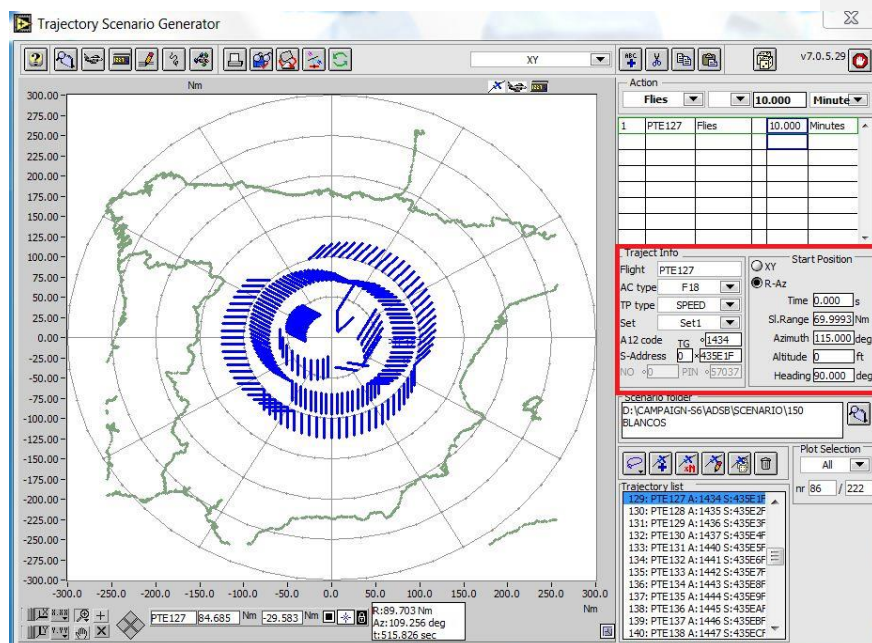 Trajectory Scenario Generator
XY
v7.0.5.29
Nm
300.00
275.00
250.00
225.00
200.00
175.00
150.00
125.00
100.00
75.00
50.00
25.00
0.00
-25.00
-50.00
-75.00
-100.00
-125.00
-150.00
-175.00
-200.00
-225.00
-250.00
-275.00
-300.00
-300.0 -250.0 -200.0 -150.0 -100.0 -50.0 0.0 50.0 100.0 150.0 200.0 250.0 300.0
Nm
PTE127 84.685 Nm -29.583 Nm
R:89.703 Nm
Az:109.256 deg
t:515.826 sec
Action
Flies 10.000 Minute
1 PTE127 Flies 10.000 Minutes
Traject Info
Flight PTE127
AC type F18
TP type SPEED
Set Set1
A12 code TG 1434
S-Address 0 435E1F
NO 0 PIN 57037
Start Position
XY
R-Az
Time 0.000 s
Sl.Range 69.9993 Nm
Azimuth 115.000 deg
Altitude 0 ft
Heading 90.000 deg
Scenario folder
D:\CAMPAIGN-S6\ADSB\SCENARIO\150
BLANCOS
Plot Selection
All
nr 86 / 222
Trajectory list
129: PTE127 A:1434 S:435E1F
130: PTE128 A:1435 S:435E2F
131: PTE129 A:1436 S:435E3F
132: PTE130 A:1437 S:435E4F
133: PTE131 A:1440 S:435E5F
134: PTE132 A:1441 S:435E6F
135: PTE133 A:1442 S:435E7F
136: PTE134 A:1443 S:435E8F
137: PTE135 A:1444 S:435E9F
138: PTE136 A:1445 S:435EAF
139: PTE137 A:1446 S:435EBF
140: PTE138 A:1447 S:435ECF